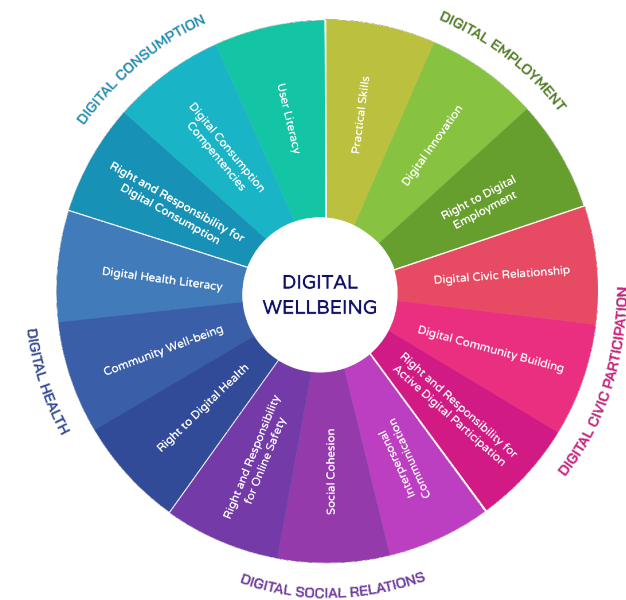 DIGITAL
WELLBEING
DIGITAL EMPLOYMENT
Practical Skills
Digital Innovation
Right to Digital
Employment
DIGITAL CIVIC PARTICIPATION
Digital Civic Relationship
Digital Community Building
Right and Responsibility for
Active Digital Participation
DIGITAL SOCIAL RELATIONS
Interpersonal
Communication
Social Cohesion
Right and Responsibility
for Online Safety
DIGITAL HEALTH
Right to Digital Health
Community Well-being
Digital Health Literacy
DIGITAL CONSUMPTION
Right and Responsibility for
Digital Consumption
Digital Consumption
Compentencies
User Literacy